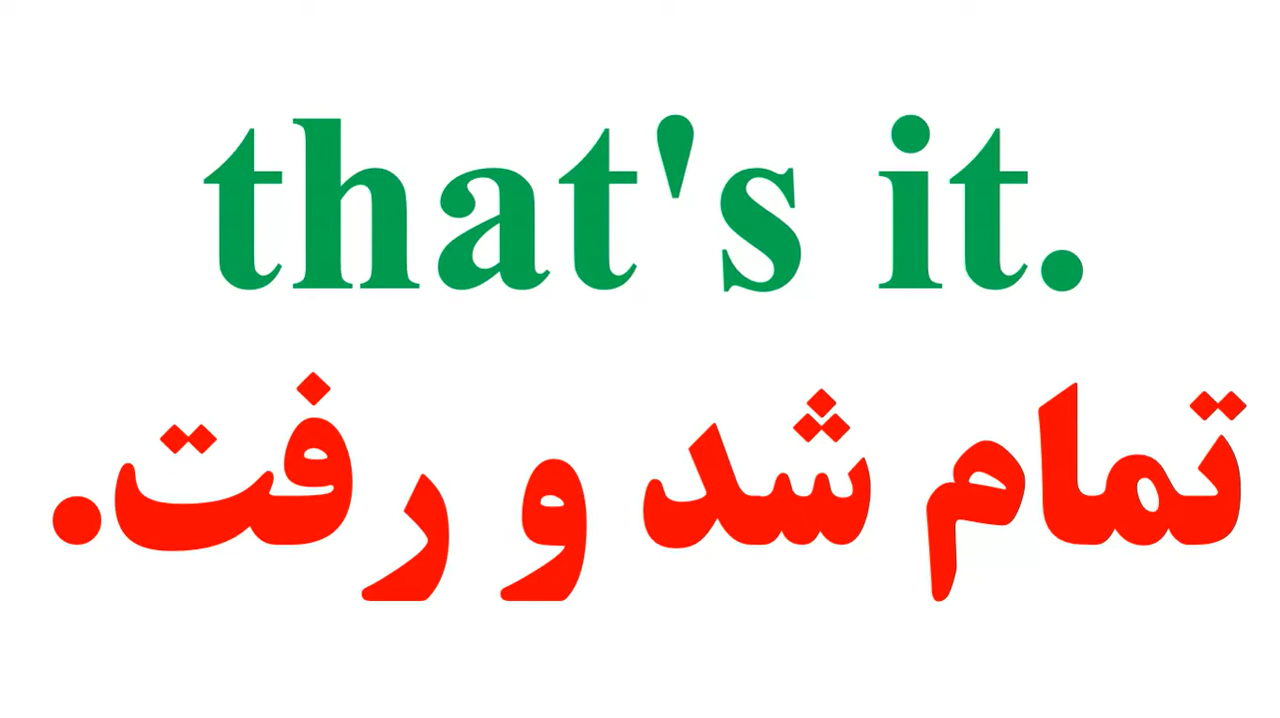 that's it.
تمام شد و رفت.